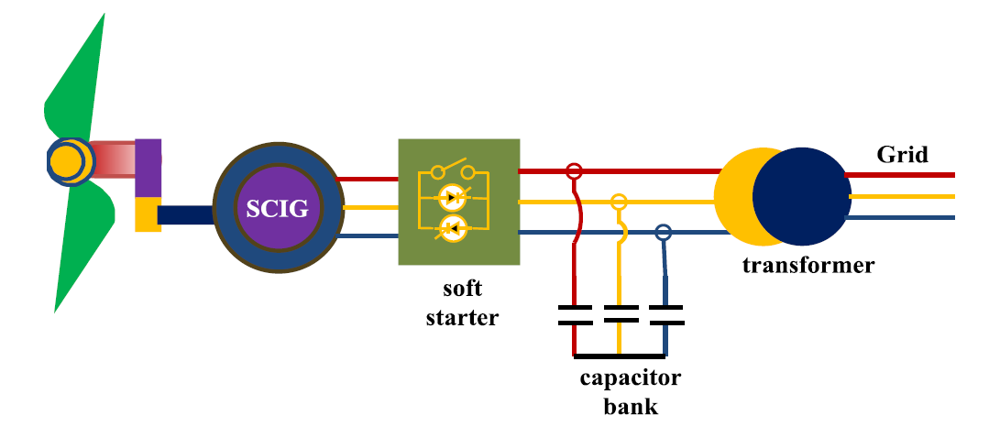 SCIG
soft
starter
capacitor
bank
transformer
Grid